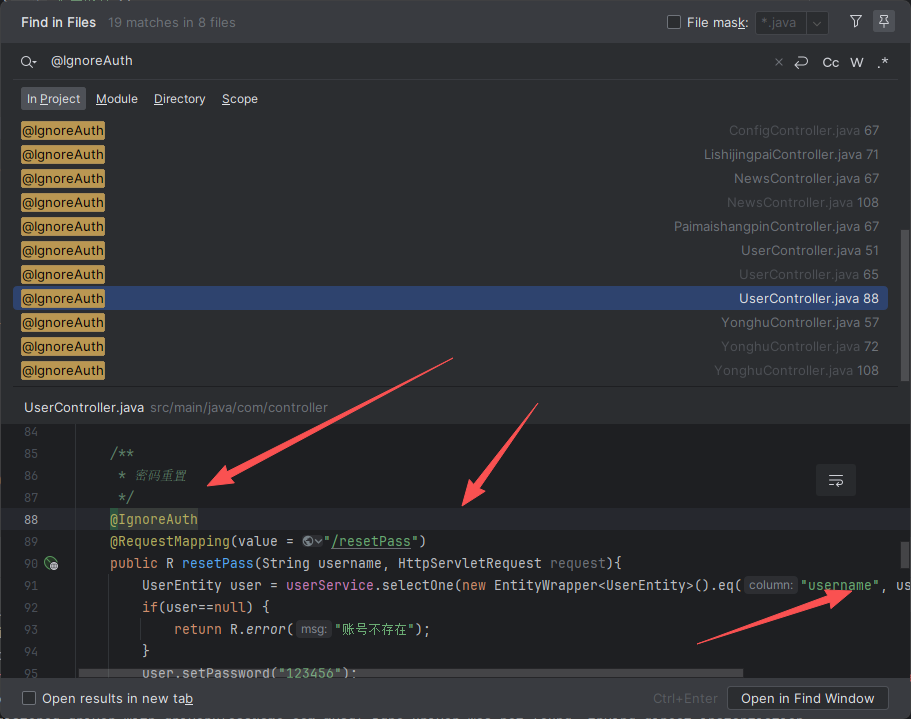 Find in Files 19 matches in 8 files File mask: *.java
@IgnoreAuth Cc W .*
In Project Module Directory Scope
@IgnoreAuth ConfigController.java 67
@IgnoreAuth LishijingpaiController.java 71
@IgnoreAuth NewsController.java 67
@IgnoreAuth NewsController.java 108
@IgnoreAuth PaimaishangpinController.java 67
@IgnoreAuth UserController.java 51
@IgnoreAuth UserController.java 65
@IgnoreAuth UserController.java 88
@IgnoreAuth YonghuController.java 57
@IgnoreAuth YonghuController.java 72
@IgnoreAuth YonghuController.java 108
UserController.java src/main/java/com/controller
84
85 /**
86 * 密码重置
87 */
88 @IgnoreAuth
89 @RequestMapping(value = "/resetPass")
90 public R resetPass(String username, HttpServletRequest request){
91 UserEntity user = userService.selectOne(new EntityWrapper<UserEntity>().eq( column: "username", us
92 if(user==null) {
93 return R.error( msg: "账号不存在");
94 }
95 user.setPassword("123456");
Open results in new tab Ctrl+Enter Open in Find Window